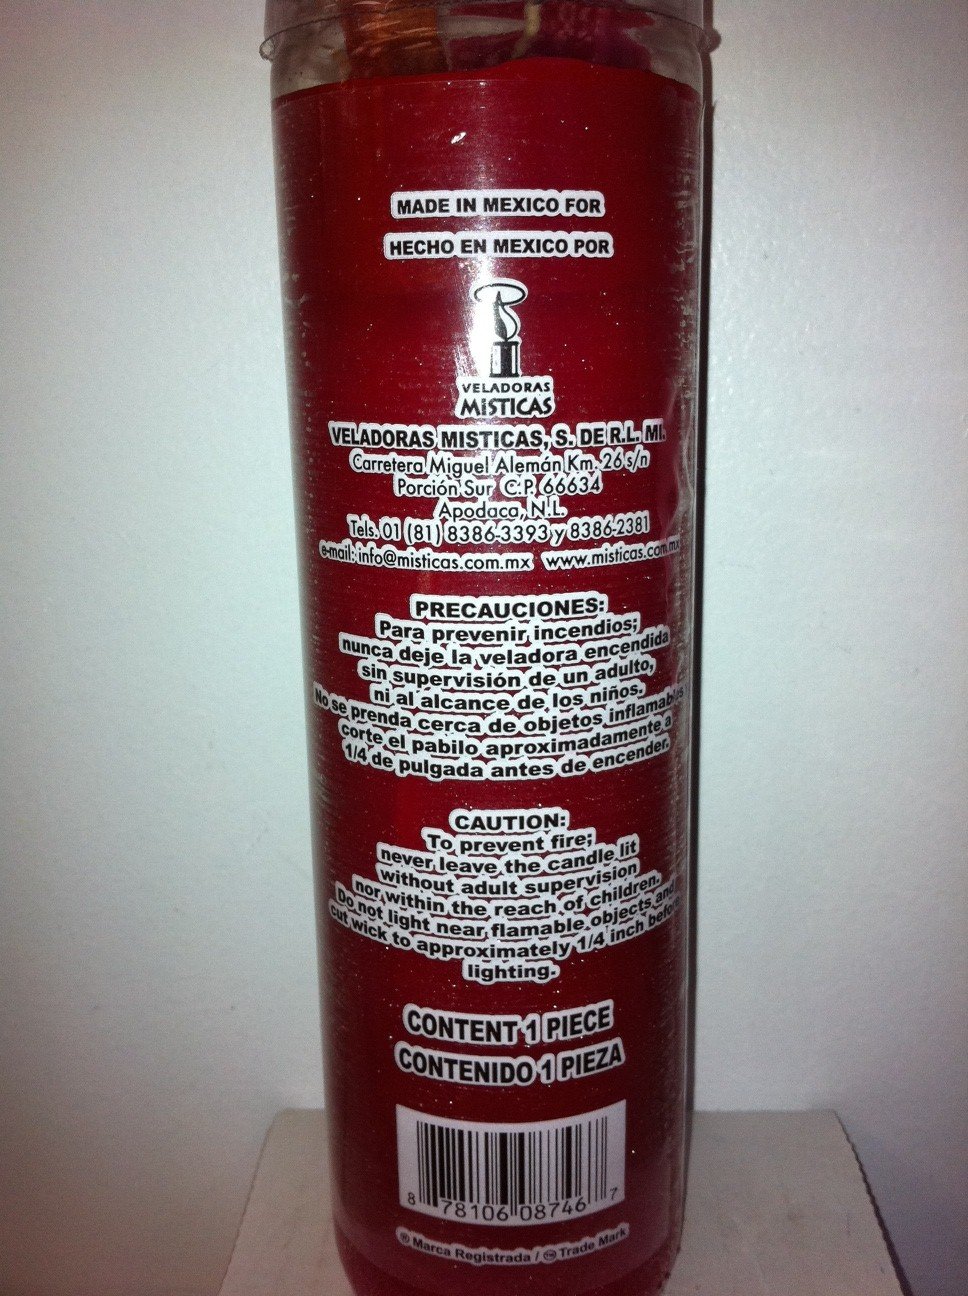 MADE IN MEXICO FOR
HECHO EN MEXICO POR
VELADORAS
MISTICAS
VELADORAS MISTICAS, S. DE R.L. MI.
Carretera Miguel Alemán Km. 26 s/n
Porción Sur C.P. 66634
Apodaca, N.L.
Tels. 01 (81) 8386-3393 y 8386-2381
e-mail: info@misticas.com.mx www.misticas.com.mx
PRECAUCIONES:
Para prevenir incendios;
nunca deje la veladora encendida
sin supervisión de un adulto,
ni al alcance de los niños.
No se prenda cerca de objetos inflamables
corte el pabilo aproximadamente a
1/4 de pulgada antes de encender.
CAUTION:
To prevent fire;
never leave the candle lit
without adult supervision
nor within the reach of children.
Do not light near flamable objects and
cut wick to approximately 1/4 inch before
lighting.
CONTENT 1 PIECE
CONTENIDO 1 PIEZA
8 78106 08746 7
® Marca Registrada / ™ Trade Mark